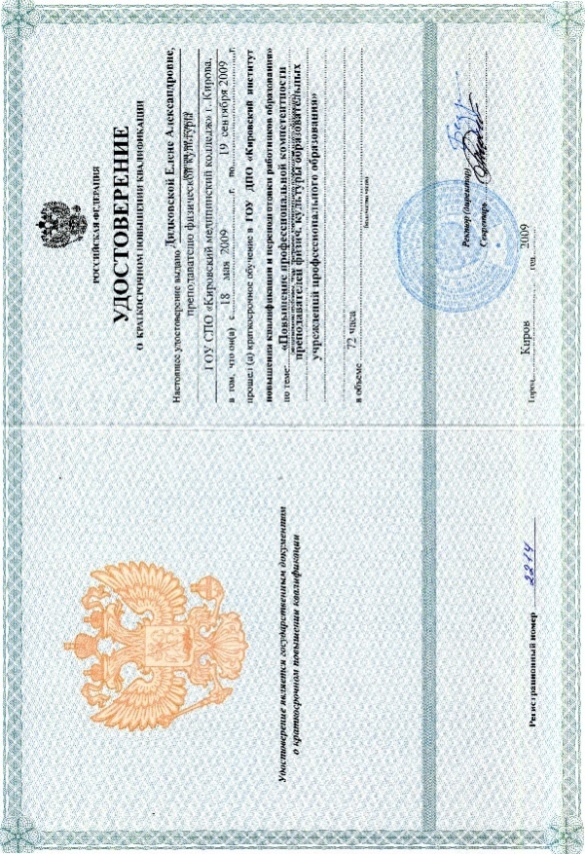 Удостоверение является государственным документом
о краткосрочном повышении квалификации
Регистрационный номер 2214
РОССИЙСКАЯ ФЕДЕРАЦИЯ
УДОСТОВЕРЕНИЕ
О КРАТКОСРОЧНОМ ПОВЫШЕНИИ КВАЛИФИКАЦИИ
Настоящее удостоверение выдано Дидковской Елене Александровне,
преподавателю физической культуры
ГОУ СПО «Кировский медицинский колледж» г. Кирова,
в том, что он(а) с 18 мая 2009 г. по 19 сентября 2009 г.
прошел (а) краткосрочное обучение в ГОУ ДПО «Кировский институт
повышения квалификации и переподготовки работников образования»
по теме: «Повышение профессиональной компетентности
преподавателей физич. культуры образовательных
учреждений профессионального образования»
в объеме 72 часа
Ректор (директор)
Секретарь
Город Киров год 2009